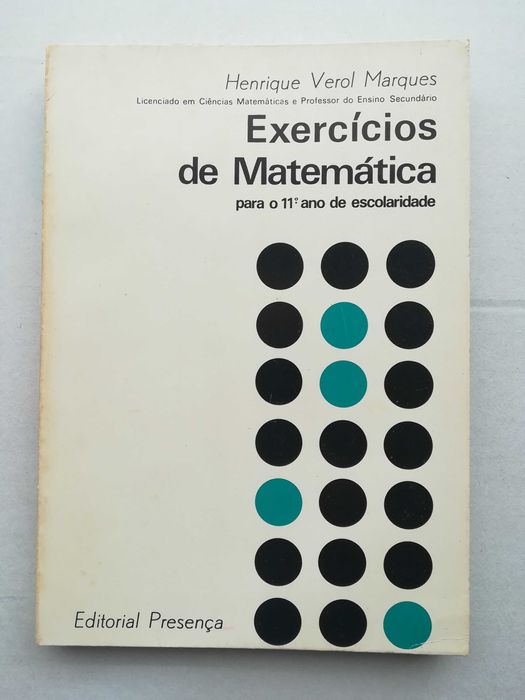 Henrique Verol Marques
Licenciado em Ciências Matemáticas e Professor do Ensino Secundário
Exercícios
de Matemática
para o 11º ano de escolaridade
Editorial Presença